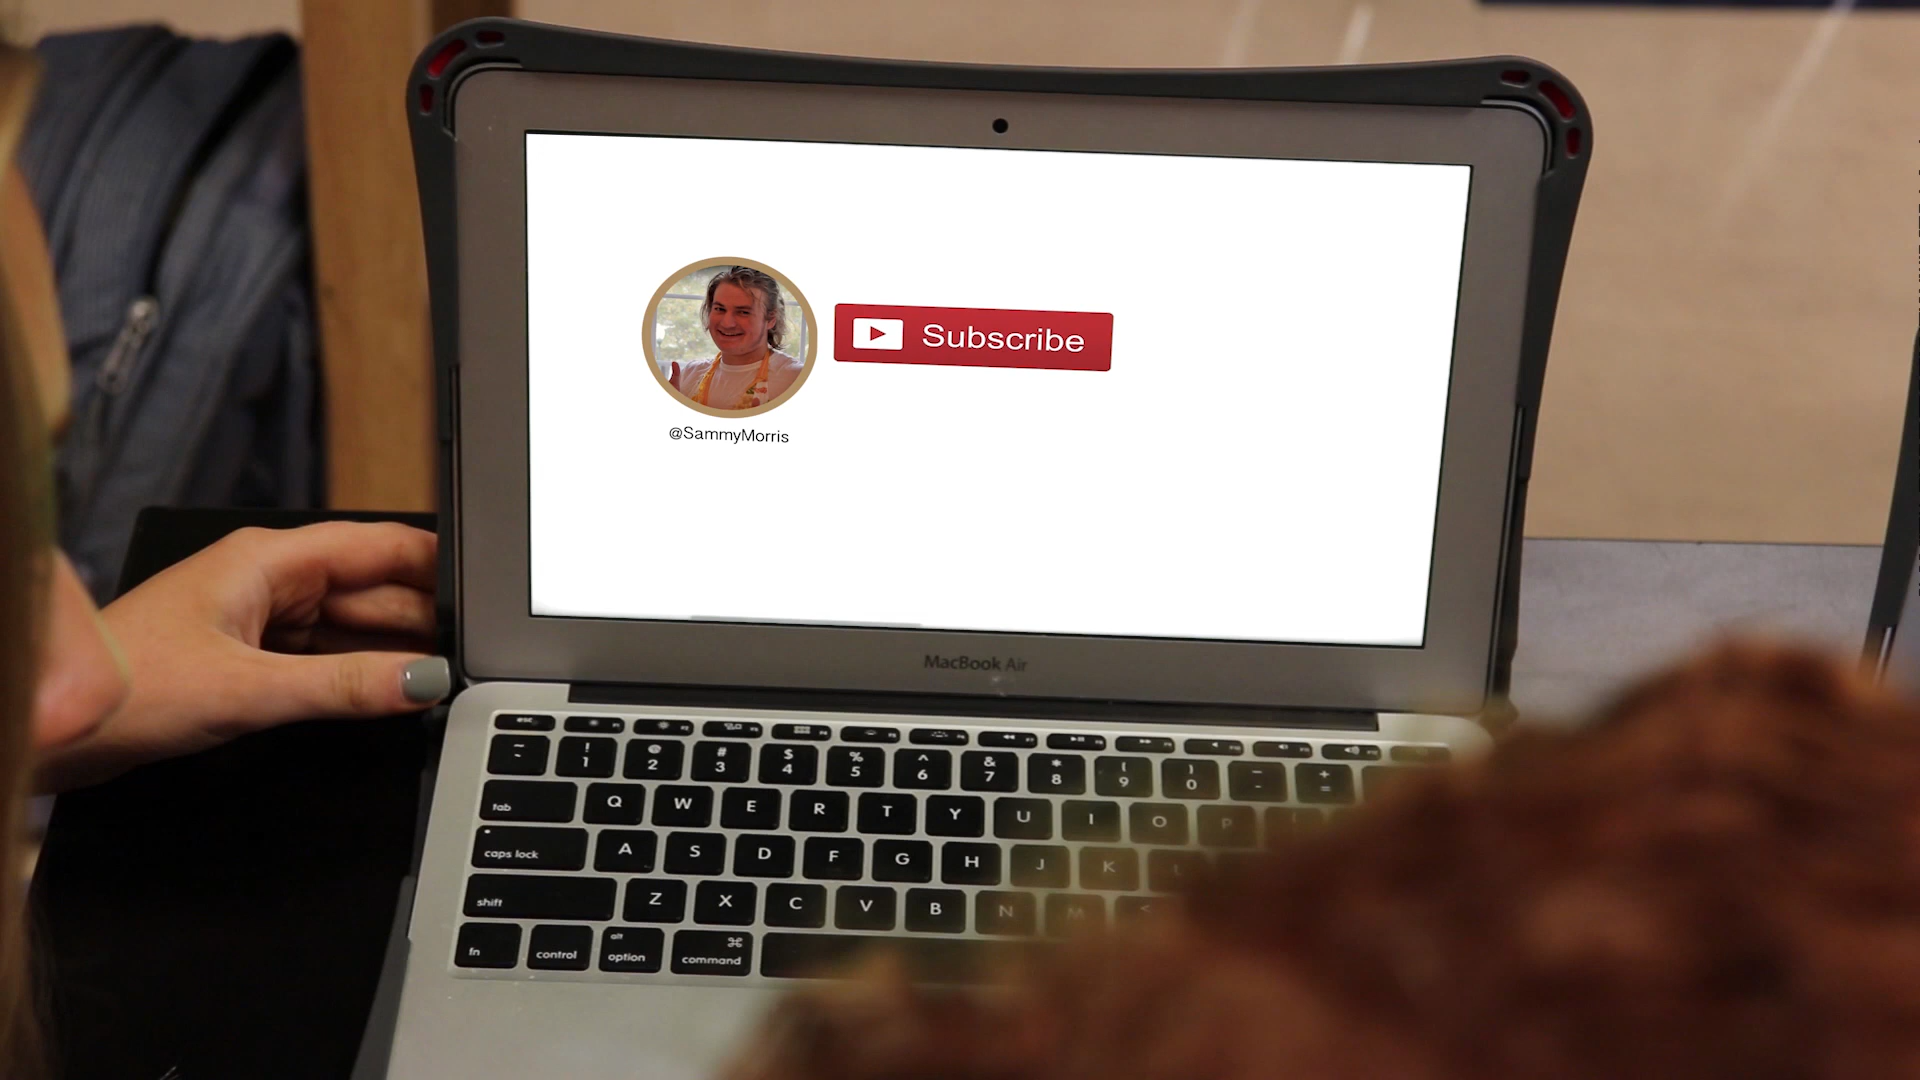 Subscribe
@SammyMorris
MacBook Air
esc
~
! 1
@ 2
# 3
$ 4
% 5
^ 6
& 7
* 8
( 9
) 0
-
+ =
tab
Q W E R T Y U I O P
caps lock
A S D F G H J K L
shift
Z X C V B N M <
fn
control
alt option
⌘ command